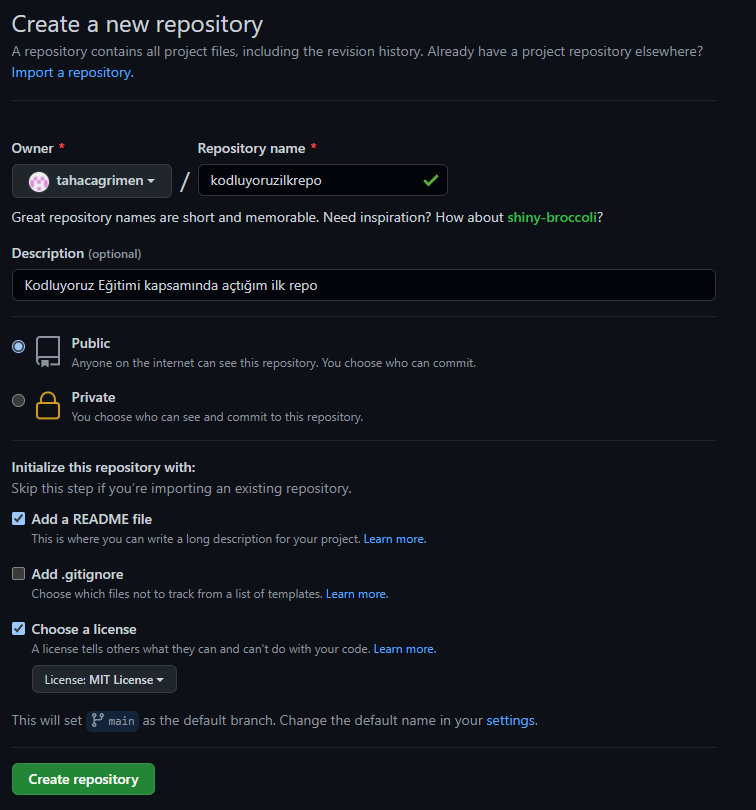 Create a new repository
A repository contains all project files, including the revision history. Already have a project repository elsewhere?
Import a repository.
Owner * Repository name *
tahacagrimen / kodluyoruzilkrepo
Great repository names are short and memorable. Need inspiration? How about shiny-broccoli?
Description (optional)
Kodluyoruz Eğitimi kapsamında açtığım ilk repo
Public
Anyone on the internet can see this repository. You choose who can commit.
Private
You choose who can see and commit to this repository.
Initialize this repository with:
Skip this step if you're importing an existing repository.
Add a README file
This is where you can write a long description for your project. Learn more.
Add .gitignore
Choose which files not to track from a list of templates. Learn more.
Choose a license
A license tells others what they can and can't do with your code. Learn more.
License: MIT License
This will set main as the default branch. Change the default name in your settings.
Create repository